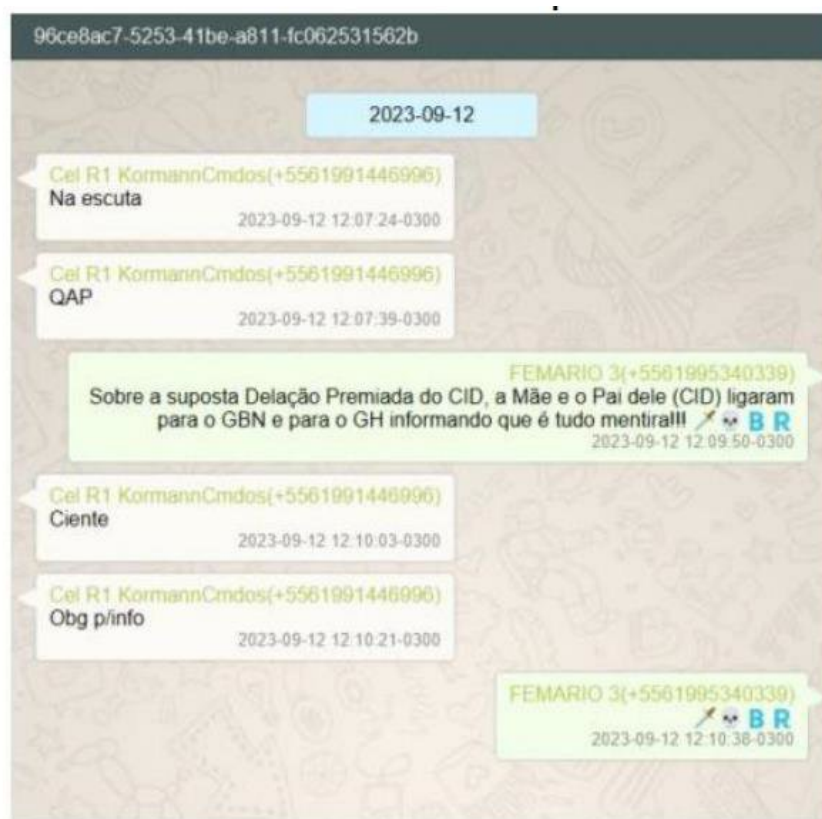 96ce8ac7-5253-41be-a811-fc062531562b
2023-09-12
Cel R1 KormannCmdos(+5561991446996)
Na escuta
2023-09-12 12:07:24-0300
Cel R1 KormannCmdos(+5561991446996)
QAP
2023-09-12 12:07:39-0300
FEMARIO 3(+5561995340339)
Sobre a suposta Delação Premiada do CID, a Mãe e o Pai dele (CID) ligaram
para o GBN e para o GH informando que é tudo mentira!!! 🗡️💀🇧 🇷
2023-09-12 12:09:50-0300
Cel R1 KormannCmdos(+5561991446996)
Ciente
2023-09-12 12:10:03-0300
Cel R1 KormannCmdos(+5561991446996)
Obg p/info
2023-09-12 12:10:21-0300
FEMARIO 3(+5561995340339)
🗡️💀🇧 🇷
2023-09-12 12:10:38-0300